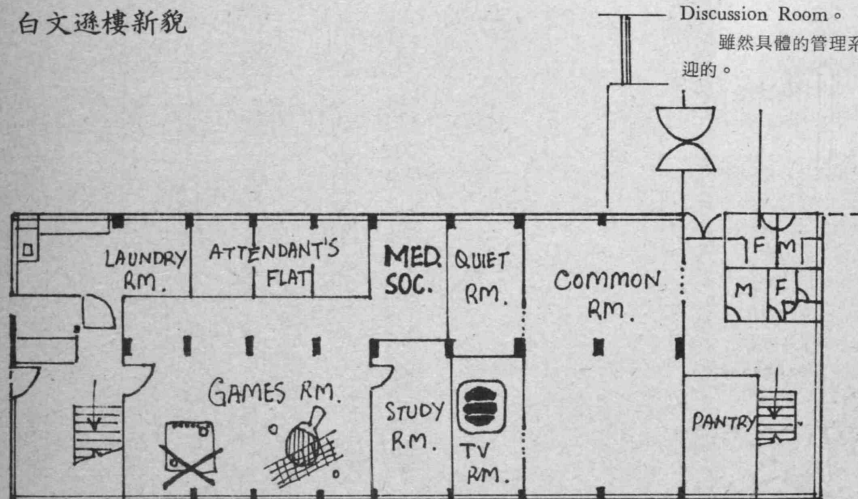 白文遜樓新貌
Discussion Room。
雖然具體的管理系
迎的。
LAUNDRY
RM.
ATTENDANT'S
FLAT
MED.
SOC.
QUIET
RM.
COMMON
RM.
F M
M F
GAMES RM.
STUDY
RM.
TV
RM.
PANTRY